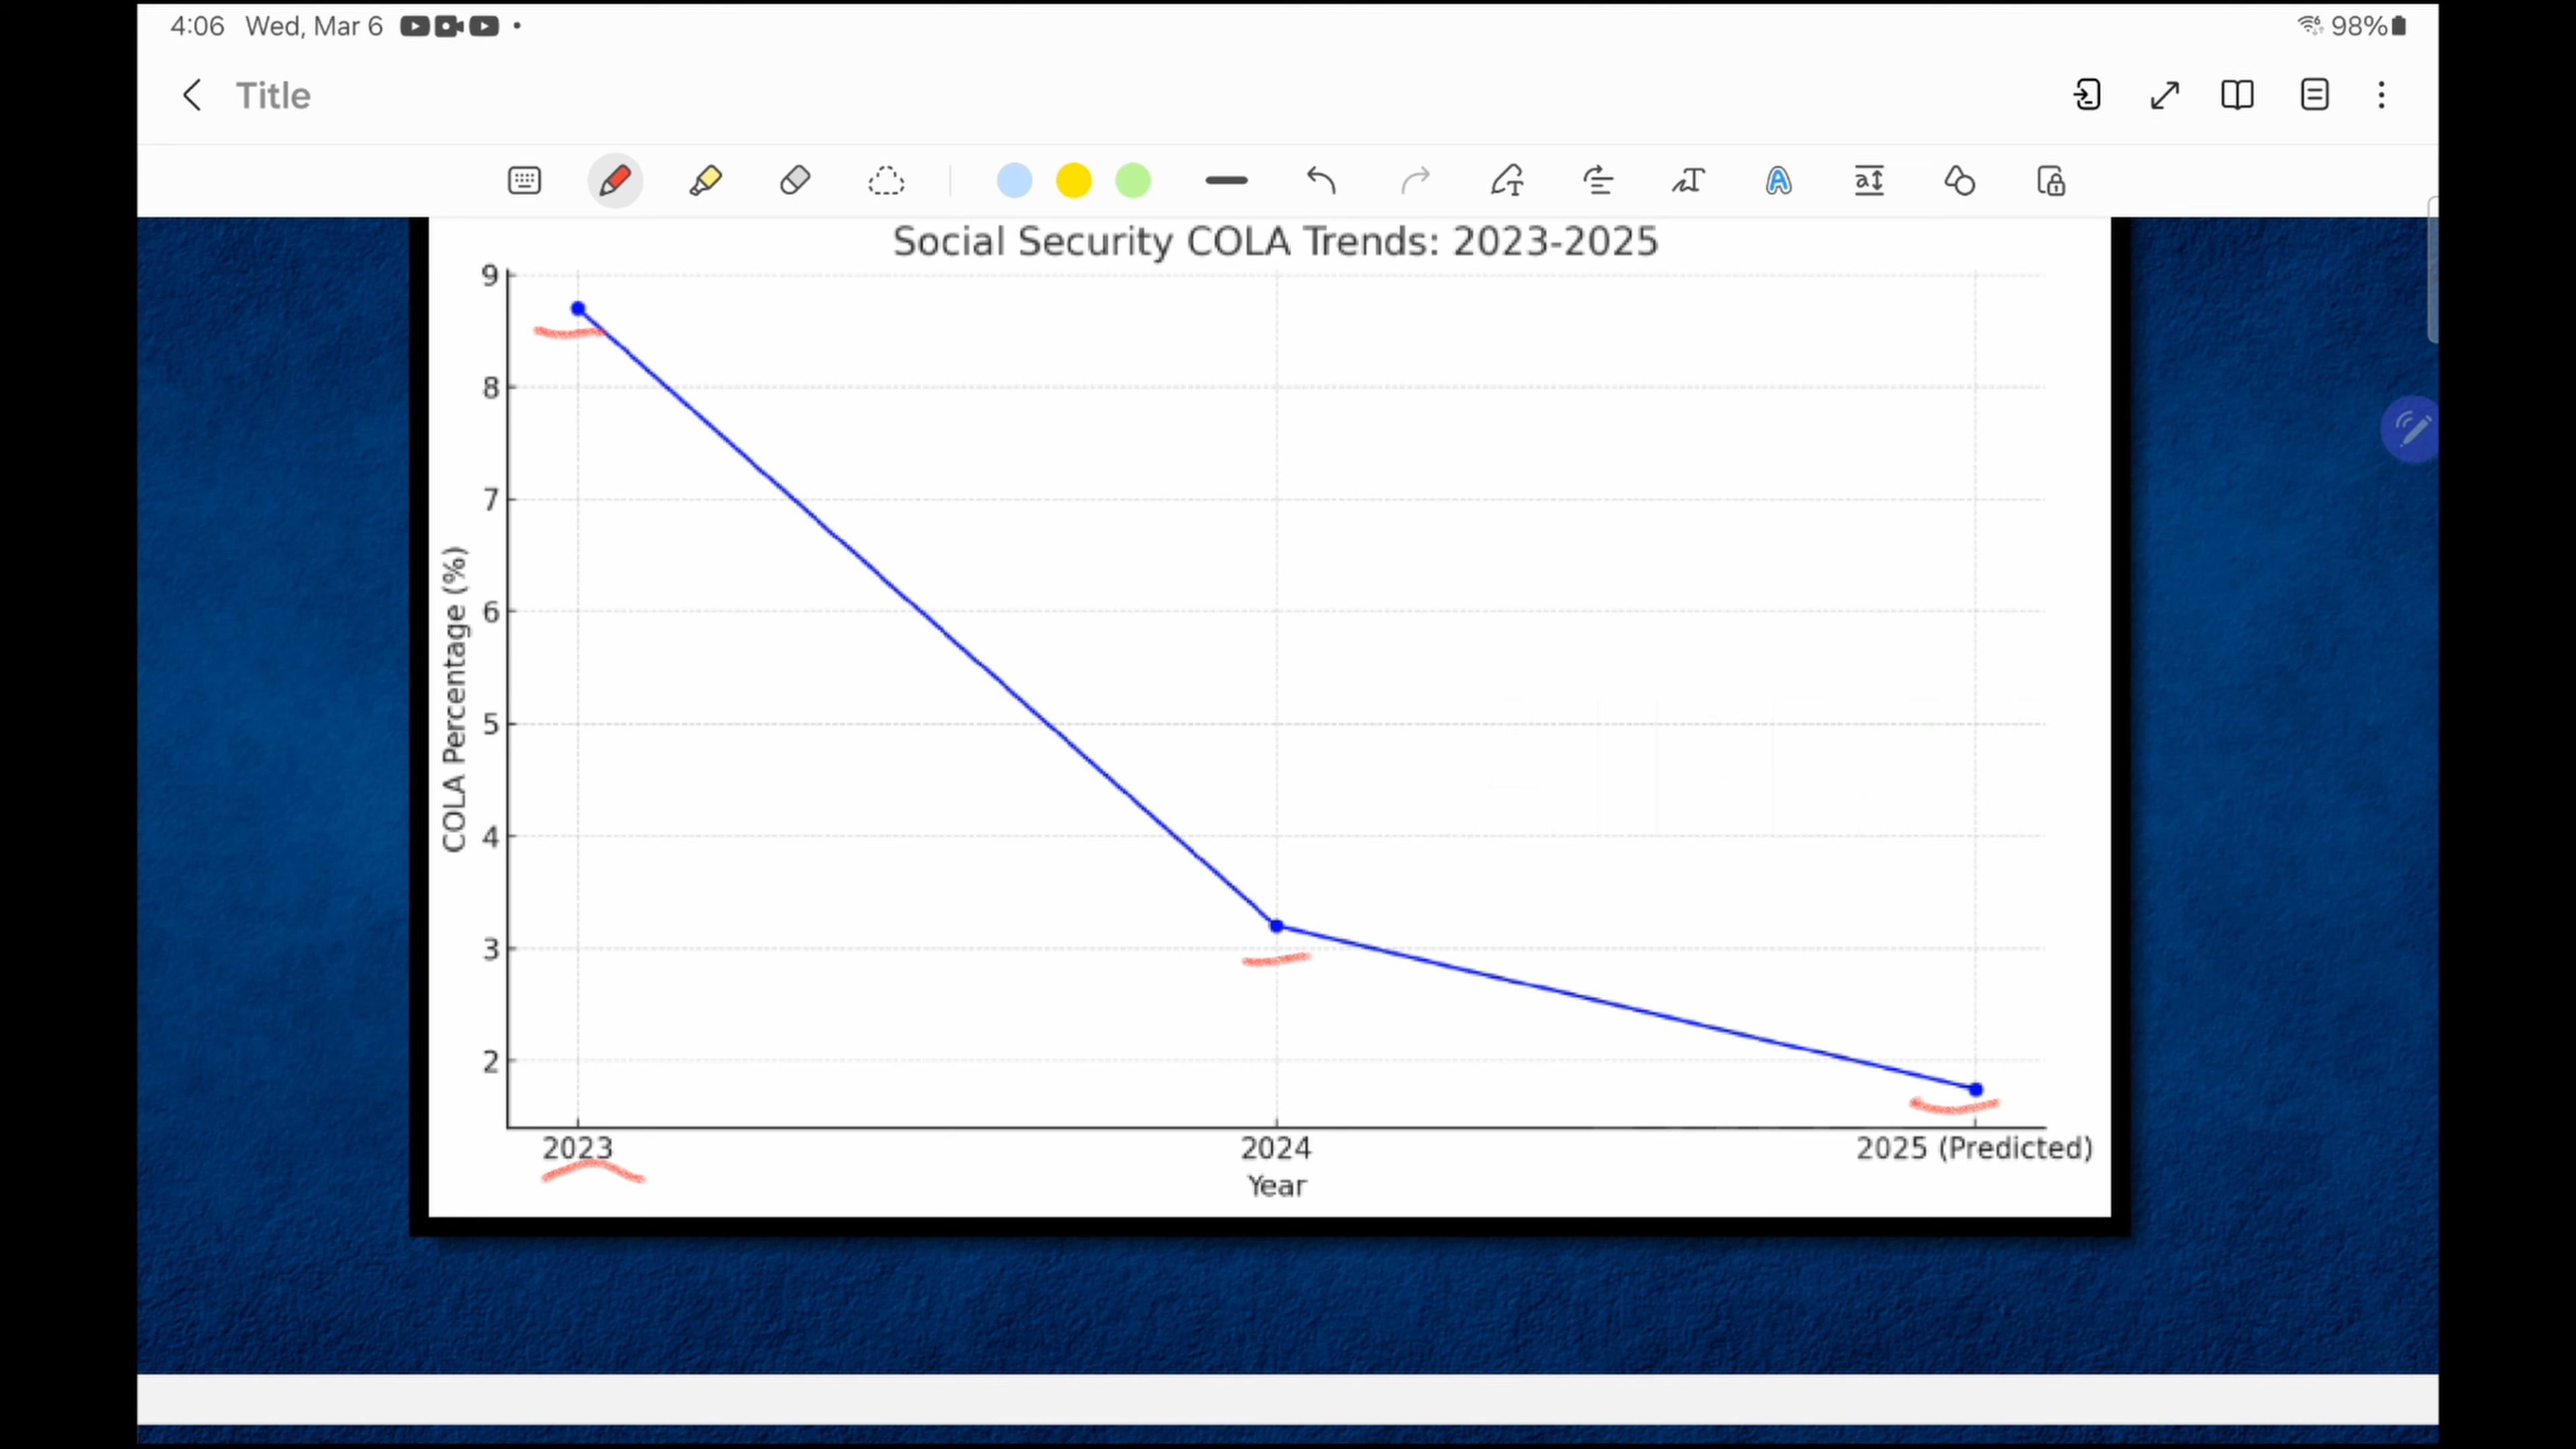 4:06 Wed, Mar 6
98%
Title
Social Security COLA Trends: 2023-2025
COLA Percentage (%)
9
8
7
6
5
4
3
2
2023
2024
2025 (Predicted)
Year